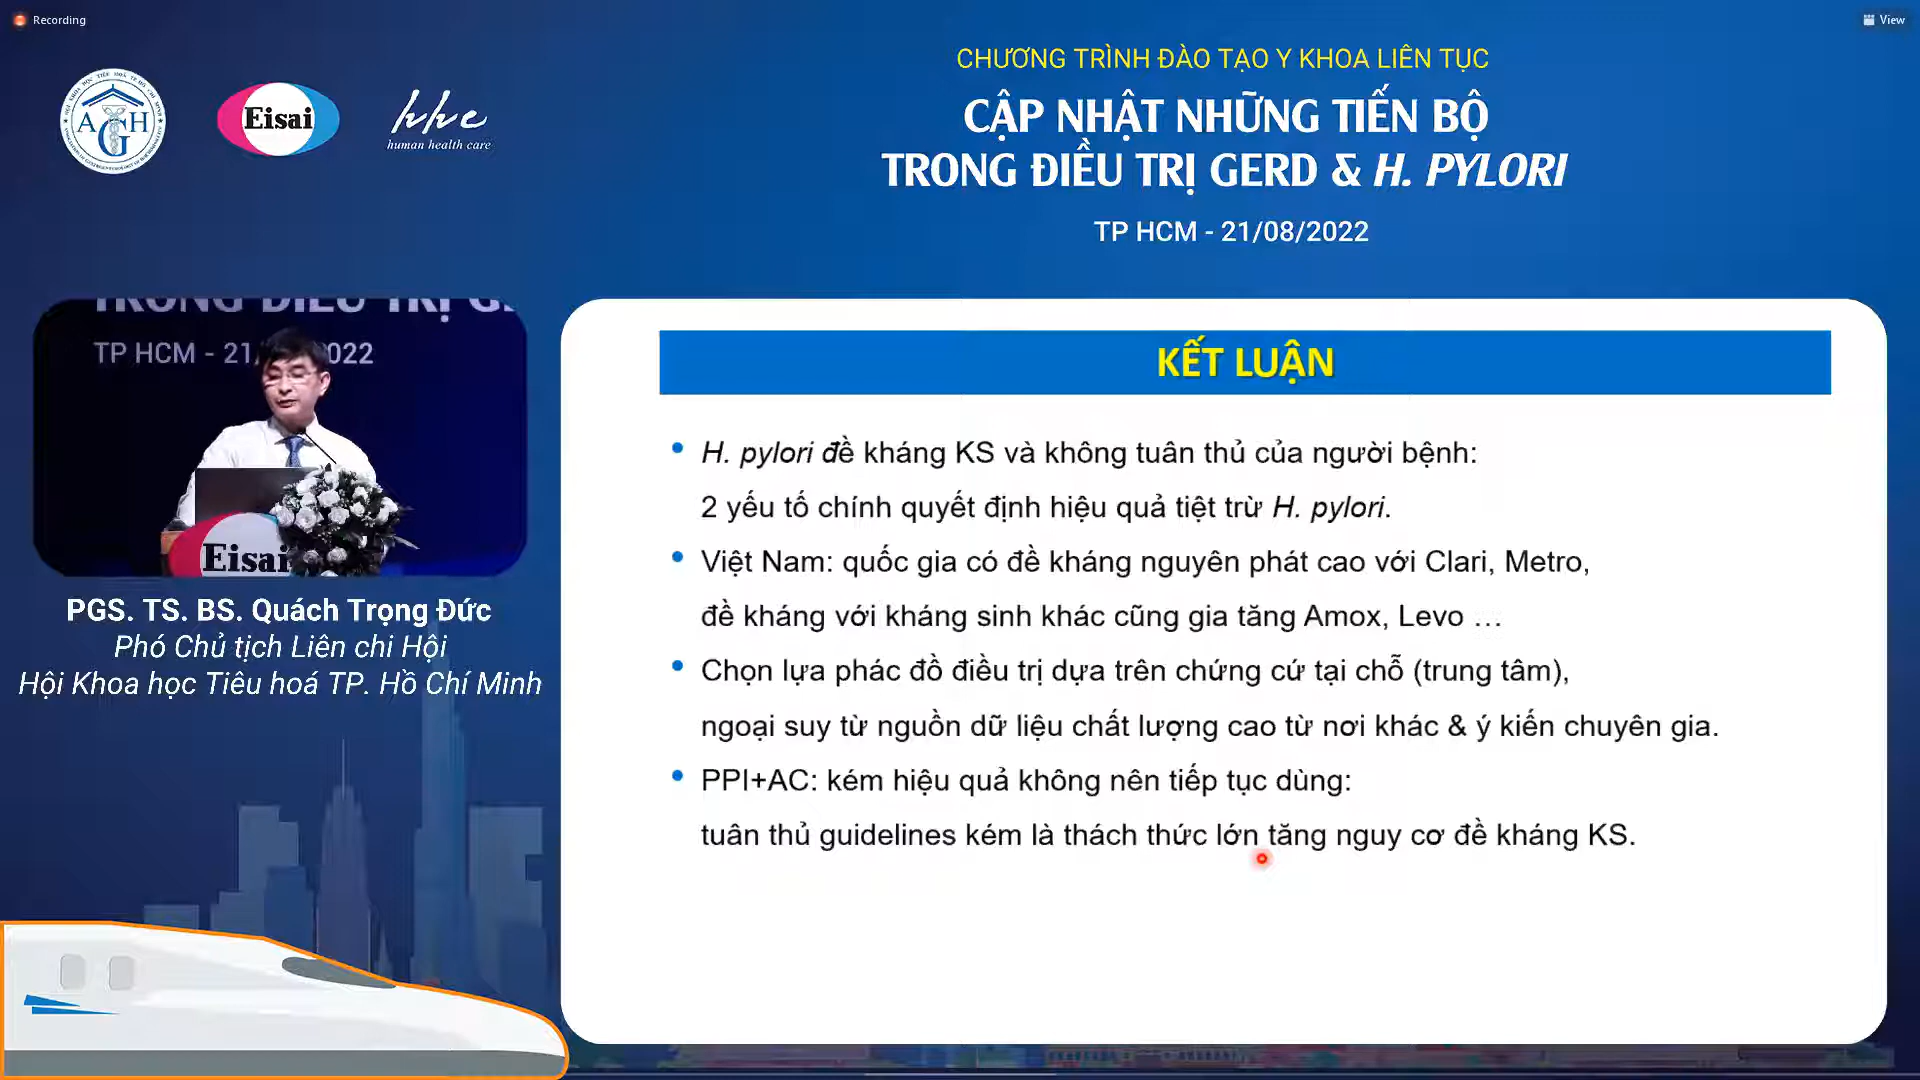 Recording
View
AGH
Eisai
hhc
human health care
CHƯƠNG TRÌNH ĐÀO TẠO Y KHOA LIÊN TỤC
CẬP NHẬT NHỮNG TIẾN BỘ
TRONG ĐIỀU TRỊ GERD & H. PYLORI
TP HCM - 21/08/2022
TRONG ĐIỀU TRỊ
TP HCM - 21/ 022
Eisai
PGS. TS. BS. Quách Trọng Đức
Phó Chủ tịch Liên chi Hội
Hội Khoa học Tiêu hoá TP. Hồ Chí Minh
KẾT LUẬN
• H. pylori đề kháng KS và không tuân thủ của người bệnh:
2 yếu tố chính quyết định hiệu quả tiệt trừ H. pylori.
• Việt Nam: quốc gia có đề kháng nguyên phát cao với Clari, Metro,
đề kháng với kháng sinh khác cũng gia tăng Amox, Levo …
• Chọn lựa phác đồ điều trị dựa trên chứng cứ tại chỗ (trung tâm),
ngoại suy từ nguồn dữ liệu chất lượng cao từ nơi khác & ý kiến chuyên gia.
• PPI+AC: kém hiệu quả không nên tiếp tục dùng:
tuân thủ guidelines kém là thách thức lớn tăng nguy cơ đề kháng KS.